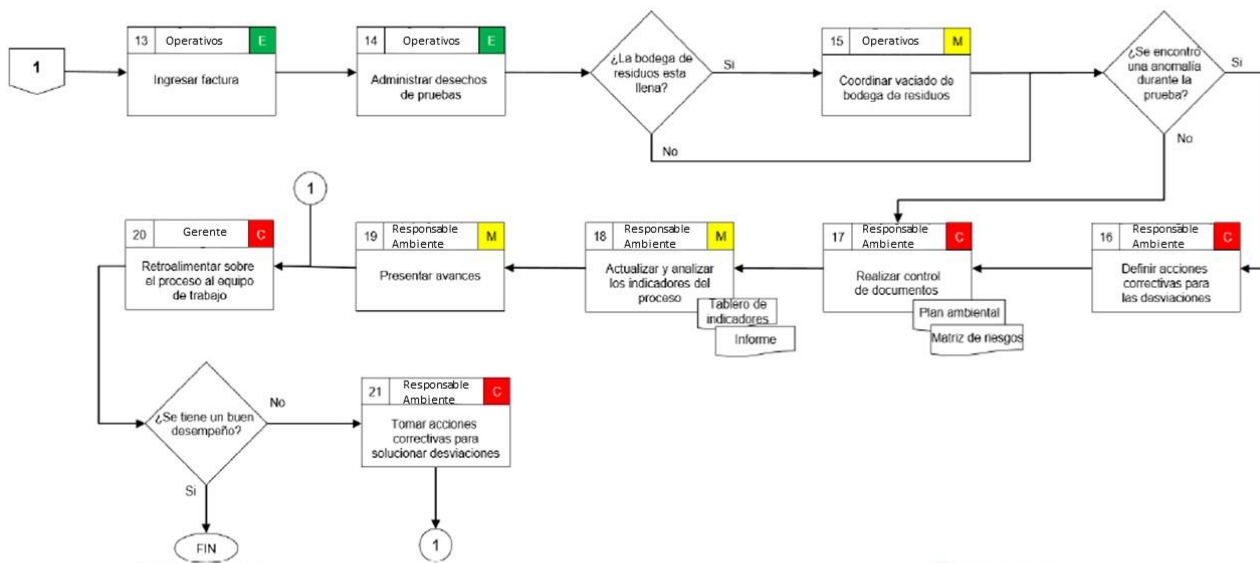 1
13 Operativos E
Ingresar factura
14 Operativos E
Administrar desechos
de pruebas
¿La bodega de
residuos esta
llena?
Si
No
15 Operativos M
Coordinar vaciado de
bodega de residuos
¿Se encontró
una anomalía
durante la
prueba?
Si
No
16 Responsable
Ambiente C
Definir acciones
correctivas para
las desviaciones
17 Responsable
Ambiente C
Realizar control
de documentos
Plan ambiental
Matriz de riesgos
18 Responsable
Ambiente M
Actualizar y analizar
los indicadores del
proceso
Tablero de
indicadores
Informe
19 Responsable
Ambiente M
Presentar avances
1
20 Gerente C
Retroalimentar sobre
el proceso al equipo
de trabajo
¿Se tiene un buen
desempeño?
No
Si
21 Responsable
Ambiente C
Tomar acciones
correctivas para
solucionar desviaciones
1
FIN